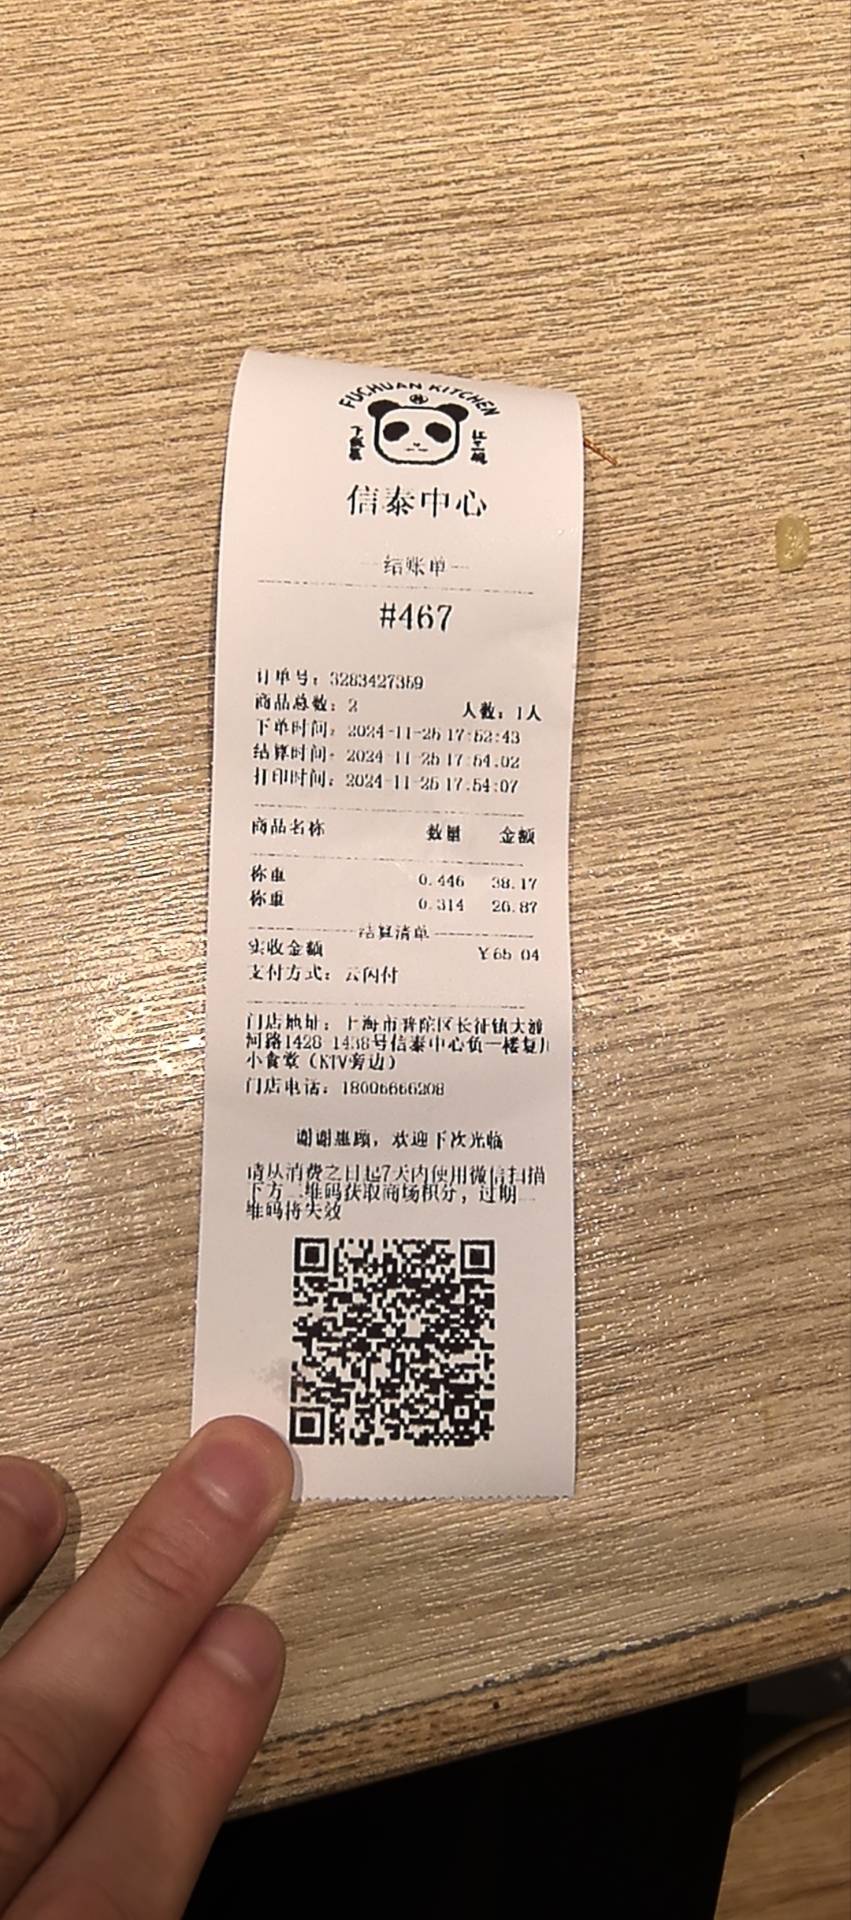 FUCHUAN KITCHEN
下饭菜 江三碗
信泰中心
结账单
#467
订单号：3283427359
商品总数：2 人数：1人
下单时间：2024-11-25 17:52:43
结算时间：2024-11-25 17:54:02
打印时间：2024-11-25 17:54:07
商品名称 数量 金额
称重 0.446 38.17
称重 0.314 26.87
结算清单
实收金额 ￥65.04
支付方式：云闪付
门店地址：上海市普陀区长征镇大渡
河路1428-1438号信泰中心负一楼复川
小食堂（KTV旁边）
门店电话：18006666208
谢谢惠顾，欢迎下次光临
请从消费之日起7天内使用微信扫描
下方二维码获取商场积分，过期二
维码将失效